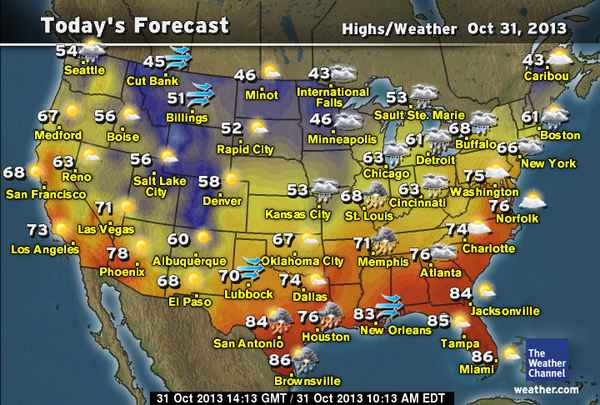 Today's Forecast
Highs/Weather Oct 31, 2013
54
Seattle
45
Cut Bank
46
Minot
43
International
Falls
43
Caribou
51
Billings
53
Sault Ste. Marie
67
Medford
56
Boise
52
Rapid City
46
Minneapolis
61
Detroit
68
Buffalo
61
Boston
63
Reno
56
Salt Lake
City
58
Denver
63
Chicago
66
New York
68
San Francisco
53
Kansas City
68
St. Louis
63
Cincinnati
75
Washington
76
Norfolk
71
Las Vegas
73
Los Angeles
78
Phoenix
60
Albuquerque
67
Oklahoma City
71
Memphis
74
Charlotte
76
Atlanta
68
El Paso
70
Lubbock
74
Dallas
84
Jacksonville
84
San Antonio
76
Houston
83
New Orleans
85
Tampa
86
Brownsville
86
Miami
The
Weather
Channel
weather.com
31 Oct 2013 14:13 GMT / 31 Oct 2013 10:13 AM EDT